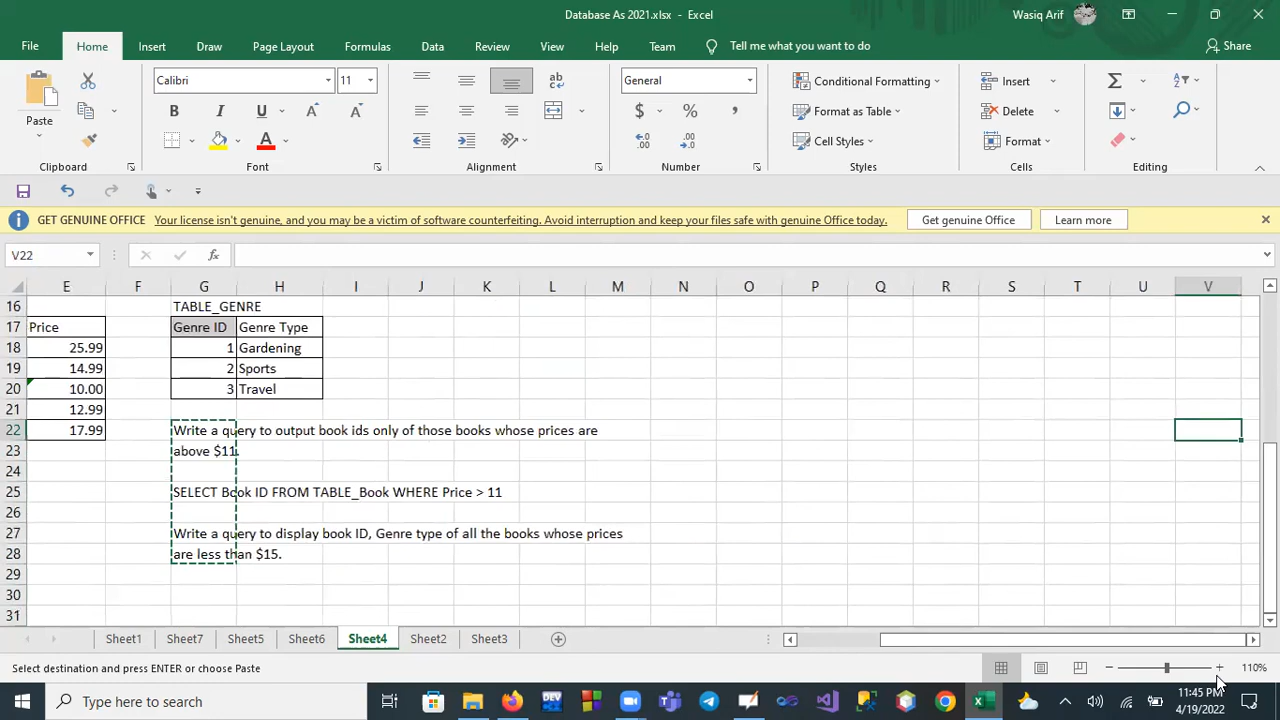 Database As 2021.xlsx - Excel
Wasiq Arif
File Home Insert Draw Page Layout Formulas Data Review View Help Team Tell me what you want to do Share
Paste
Calibri 11
General
Conditional Formatting
Format as Table
Cell Styles
Insert
Delete
Format
Clipboard Font Alignment Number Styles Cells Editing
GET GENUINE OFFICE Your license isn't genuine, and you may be a victim of software counterfeiting. Avoid interruption and keep your files safe with genuine Office today. Get genuine Office Learn more
V22
E F G H I J K L M N O P Q R S T U V
16 TABLE_GENRE
17 Price Genre ID Genre Type
18 25.99 1 Gardening
19 14.99 2 Sports
20 10.00 3 Travel
21 12.99
22 17.99 Write a query to output book ids only of those books whose prices are
23 above $11.
24
25 SELECT Book ID FROM TABLE_Book WHERE Price > 11
26
27 Write a query to display book ID, Genre type of all the books whose prices
28 are less than $15.
29
30
31
Sheet1 Sheet7 Sheet5 Sheet6 Sheet4 Sheet2 Sheet3
Select destination and press ENTER or choose Paste 110%
Type here to search
11:45 PM
4/19/2022